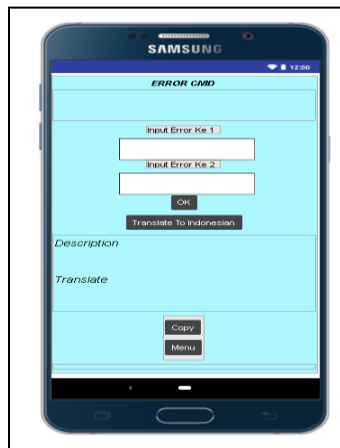 SAMSUNG
12:00
ERROR CMD
Input Error Ke 1
Input Error Ke 2
OK
Translate To Indonesian
Description
Translate
Copy
Menu